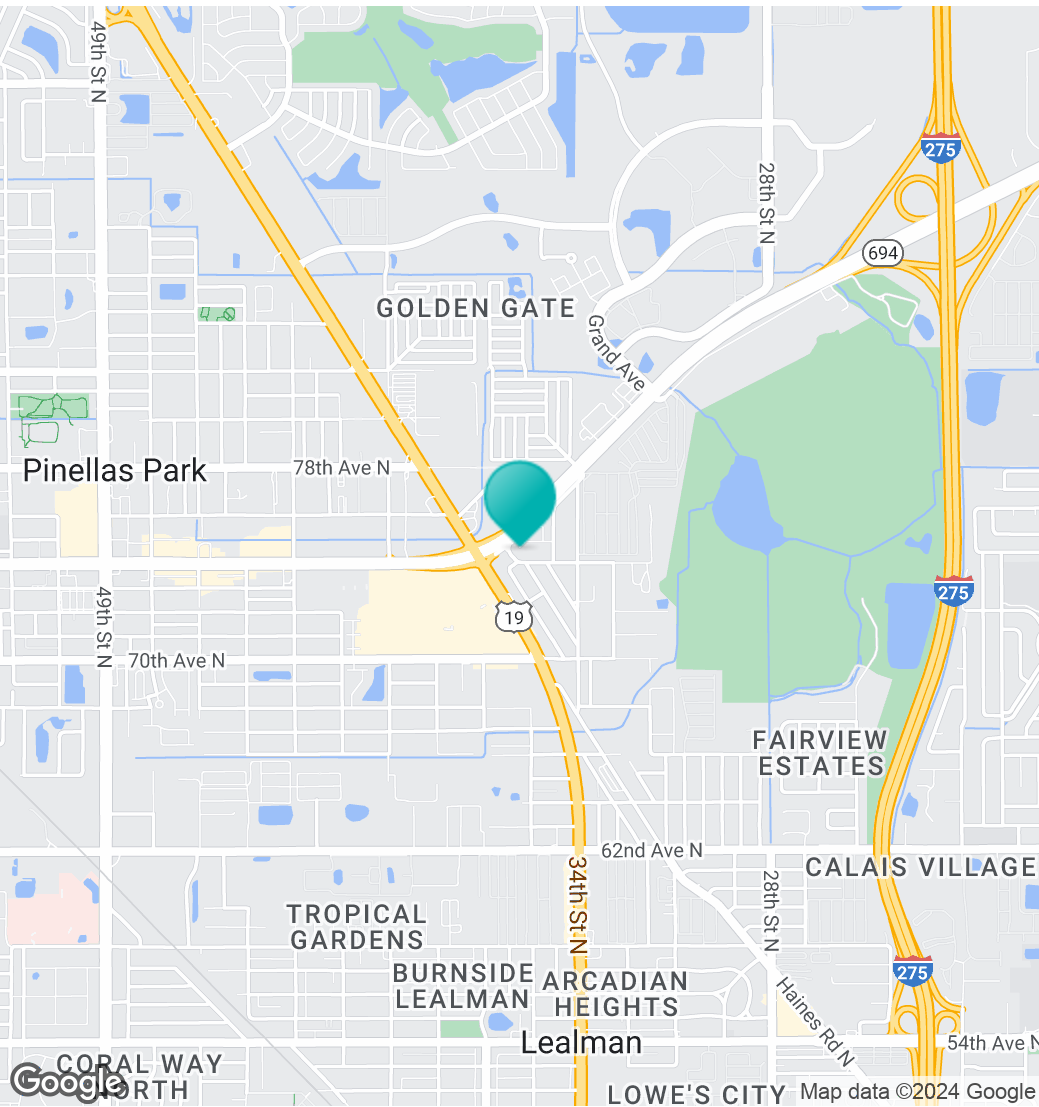 49th St N
275
28th St N
694
GOLDEN GATE
Grand Ave
78th Ave N
Pinellas Park
49th St N
275
19
70th Ave N
FAIRVIEW
ESTATES
62nd Ave N
CALAIS VILLAGE
34th St N
28th St N
TROPICAL
GARDENS
BURNSIDE
LEALMAN
ARCADIAN
HEIGHTS
275
Haines Rd N
Lealman
54th Ave N
CORAL WAY
NORTH
Google
LOWE'S CITY
Map data ©2024 Google